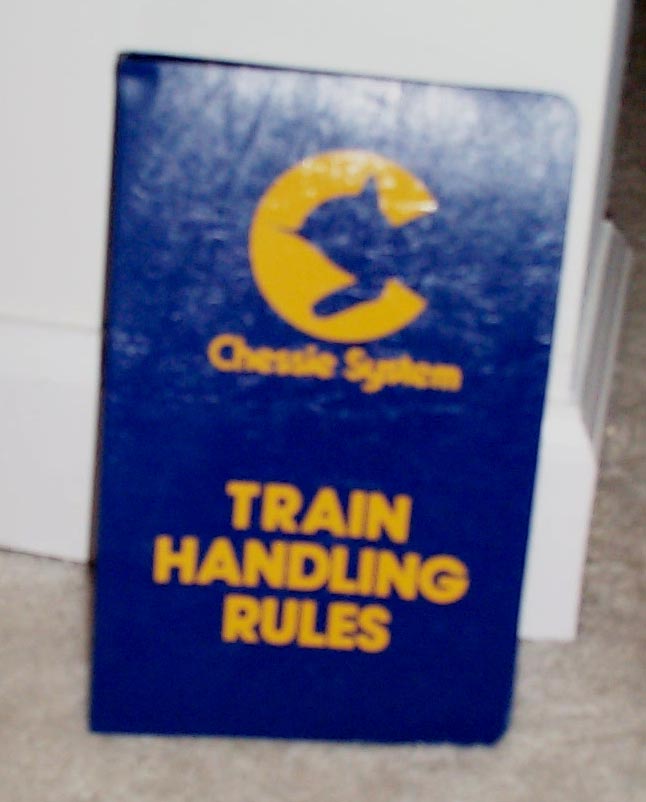 Chessie System
TRAIN
HANDLING
RULES